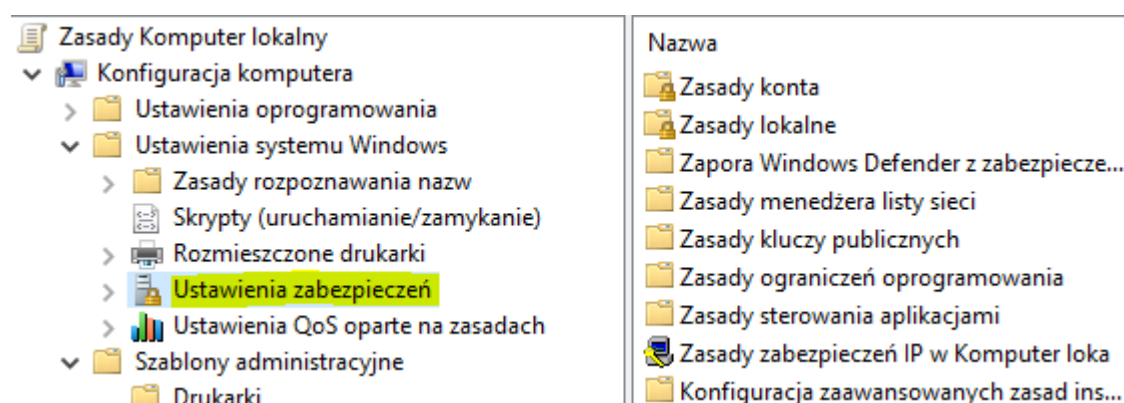 Zasady Komputer lokalny
Konfiguracja komputera
Ustawienia oprogramowania
Ustawienia systemu Windows
Zasady rozpoznawania nazw
Skrypty (uruchamianie/zamykanie)
Rozmieszczone drukarki
Ustawienia zabezpieczeń
Ustawienia QoS oparte na zasadach
Szablony administracyjne
Drukarki
Nazwa
Zasady konta
Zasady lokalne
Zapora Windows Defender z zabezpiecze...
Zasady menedżera listy sieci
Zasady kluczy publicznych
Zasady ograniczeń oprogramowania
Zasady sterowania aplikacjami
Zasady zabezpieczeń IP w Komputer loka
Konfiguracja zaawansowanych zasad ins...